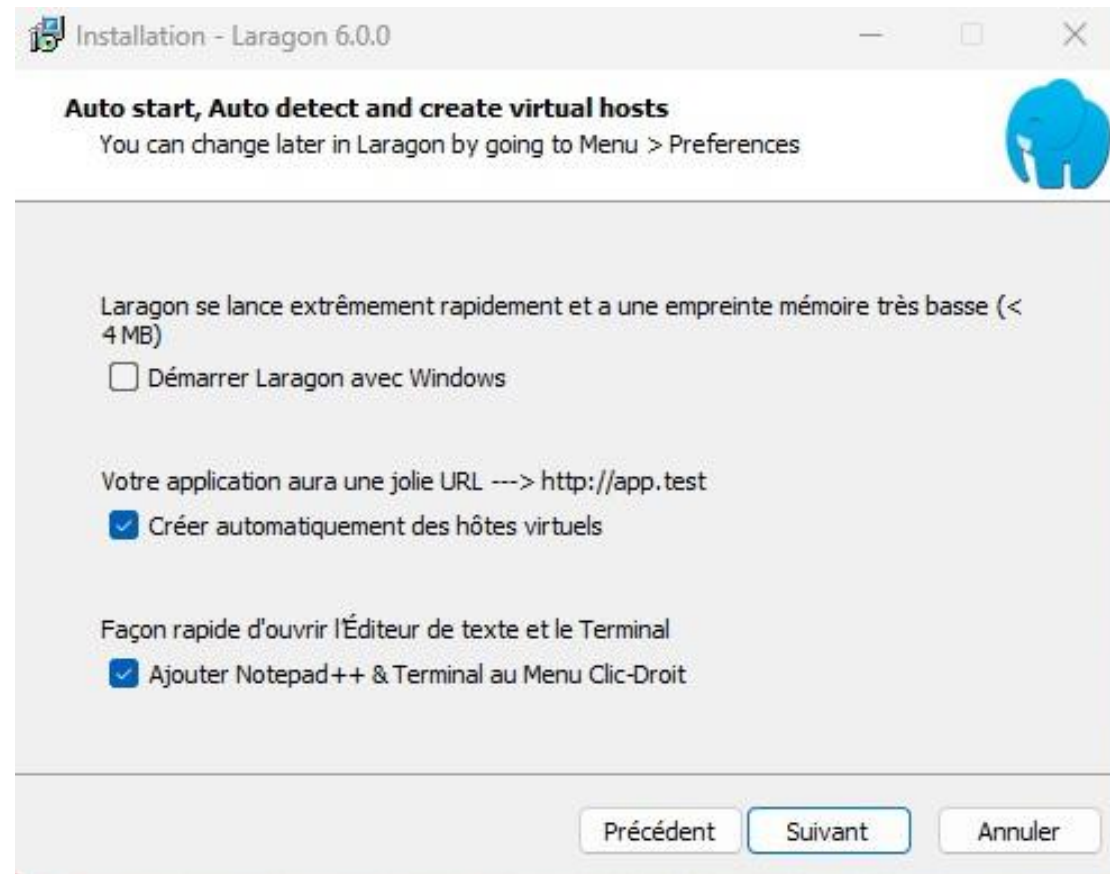 Installation - Laragon 6.0.0
Auto start, Auto detect and create virtual hosts
You can change later in Laragon by going to Menu > Preferences
Laragon se lance extrêmement rapidement et a une empreinte mémoire très basse (<
4 MB)
Démarrer Laragon avec Windows
Votre application aura une jolie URL ---> http://app.test
Créer automatiquement des hôtes virtuels
Façon rapide d'ouvrir l'Éditeur de texte et le Terminal
Ajouter Notepad++ & Terminal au Menu Clic-Droit
Précédent Suivant Annuler